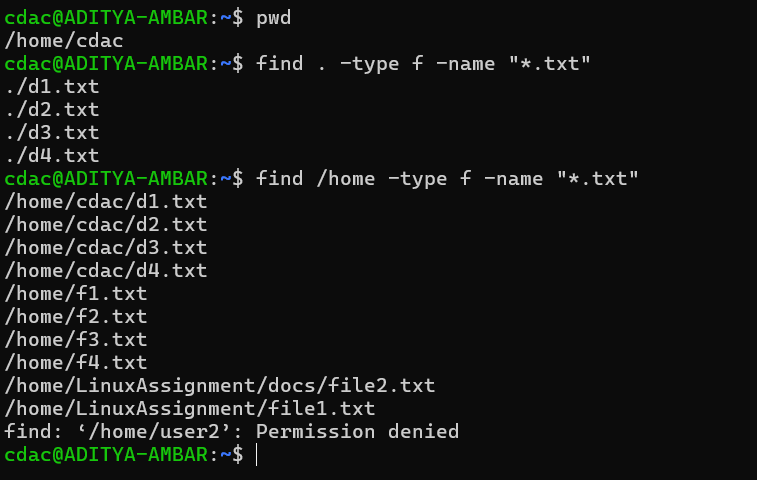 cdac@ADITYA-AMBAR:~$ pwd
/home/cdac
cdac@ADITYA-AMBAR:~$ find . -type f -name "*.txt"
./d1.txt
./d2.txt
./d3.txt
./d4.txt
cdac@ADITYA-AMBAR:~$ find /home -type f -name "*.txt"
/home/cdac/d1.txt
/home/cdac/d2.txt
/home/cdac/d3.txt
/home/cdac/d4.txt
/home/f1.txt
/home/f2.txt
/home/f3.txt
/home/f4.txt
/home/LinuxAssignment/docs/file2.txt
/home/LinuxAssignment/file1.txt
find: ‘/home/user2’: Permission denied
cdac@ADITYA-AMBAR:~$